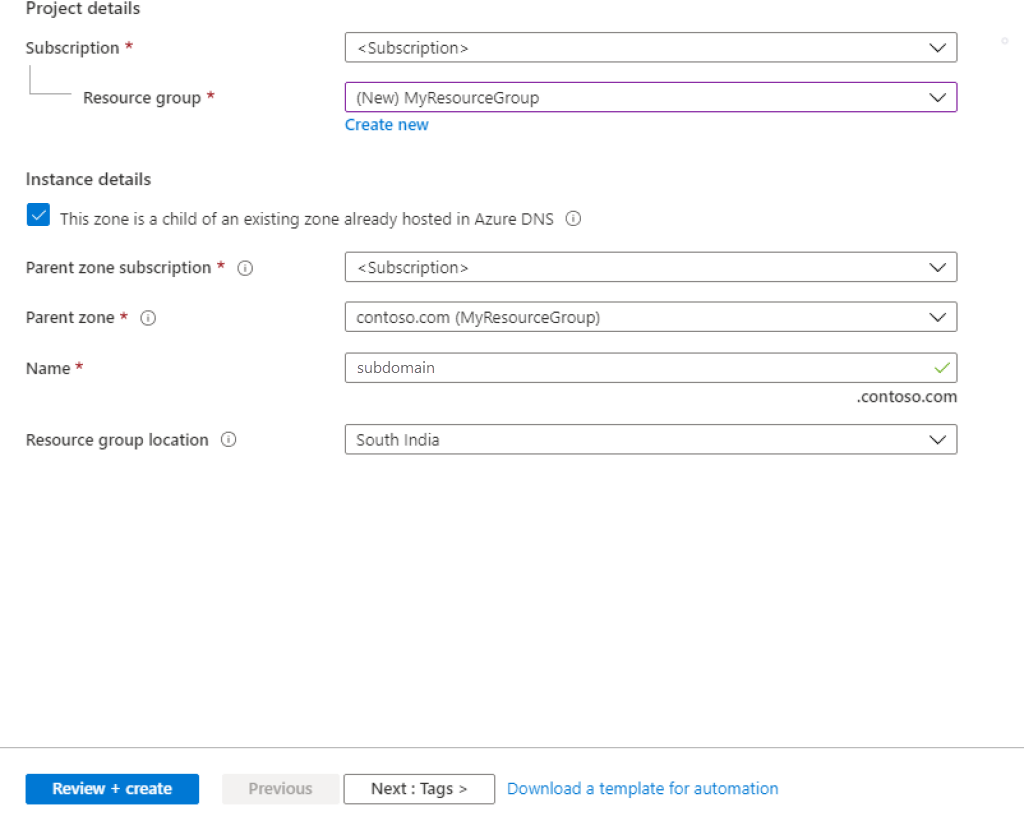 Project details
Subscription * <Subscription>
Resource group * (New) MyResourceGroup
Create new
Instance details
This zone is a child of an existing zone already hosted in Azure DNS
Parent zone subscription * <Subscription>
Parent zone * contoso.com (MyResourceGroup)
Name * subdomain
.contoso.com
Resource group location South India
Review + create Previous Next : Tags > Download a template for automation